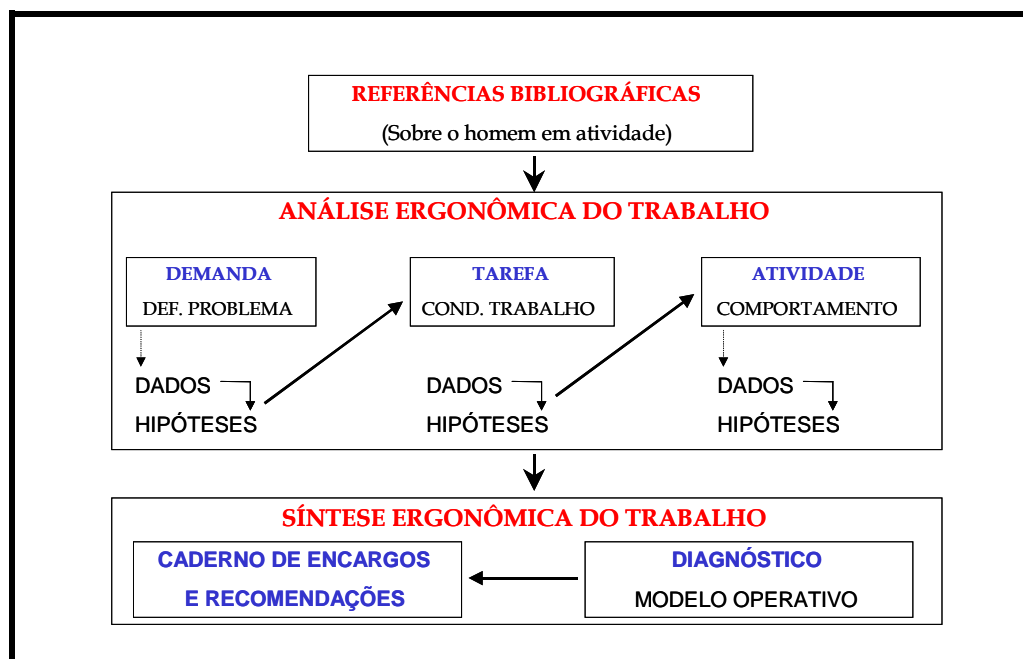 REFERÊNCIAS BIBLIOGRÁFICAS
(Sobre o homem em atividade)
ANÁLISE ERGONÔMICA DO TRABALHO
DEMANDA
DEF. PROBLEMA
DADOS
HIPÓTESES
TAREFA
COND. TRABALHO
DADOS
HIPÓTESES
ATIVIDADE
COMPORTAMENTO
DADOS
HIPÓTESES
SÍNTESE ERGONÔMICA DO TRABALHO
CADERNO DE ENCARGOS
E RECOMENDAÇÕES
DIAGNÓSTICO
MODELO OPERATIVO